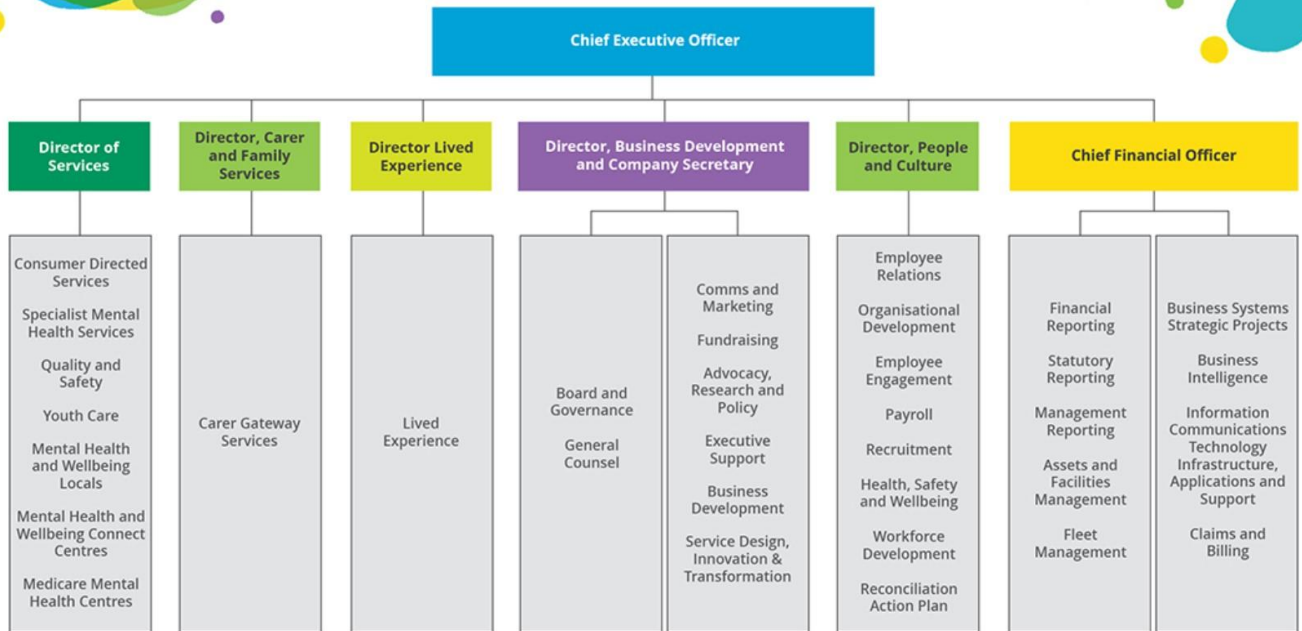 Chief Executive Officer
Director of
Services
Director, Carer
and Family
Services
Director Lived
Experience
Director, Business Development
and Company Secretary
Director, People
and Culture
Chief Financial Officer
Consumer Directed
Services
Specialist Mental
Health Services
Quality and
Safety
Youth Care
Mental Health
and Wellbeing
Locals
Mental Health and
Wellbeing Connect
Centres
Medicare Mental
Health Centres
Carer Gateway
Services
Lived
Experience
Board and
Governance
General
Counsel
Comms and
Marketing
Fundraising
Advocacy,
Research and
Policy
Executive
Support
Business
Development
Service Design,
Innovation &
Transformation
Employee
Relations
Organisational
Development
Employee
Engagement
Payroll
Recruitment
Health, Safety
and Wellbeing
Workforce
Development
Reconciliation
Action Plan
Financial
Reporting
Statutory
Reporting
Management
Reporting
Assets and
Facilities
Management
Fleet
Management
Business Systems
Strategic Projects
Business
Intelligence
Information
Communications
Technology
Infrastructure,
Applications and
Support
Claims and
Billing